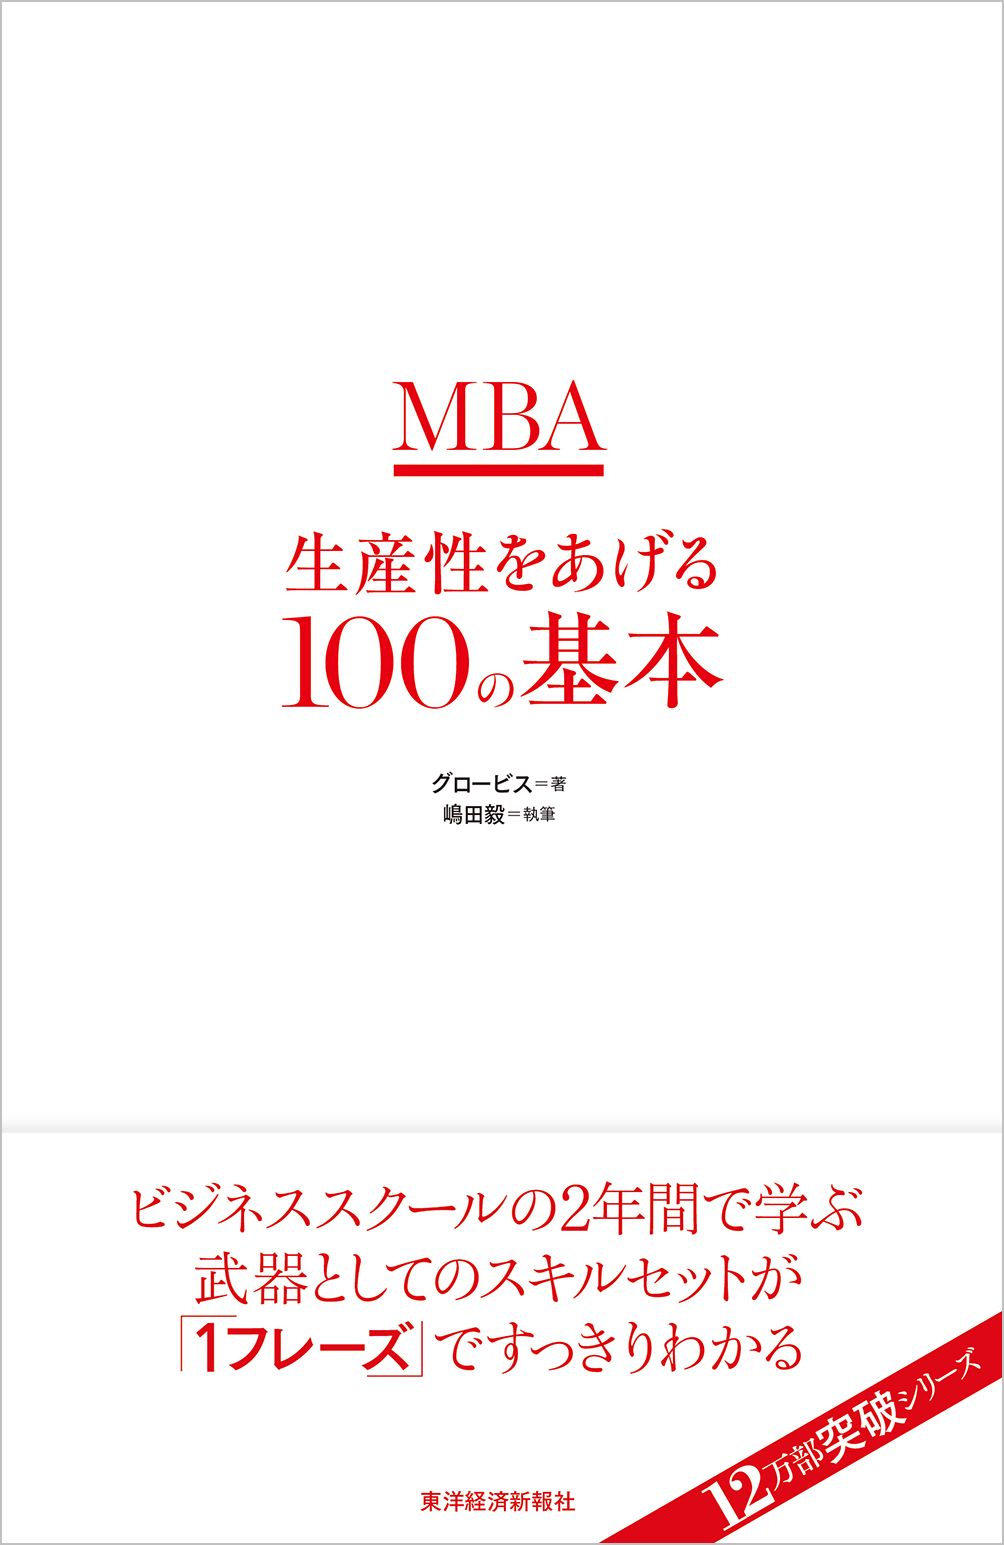 MBA
生産性をあげる
100の基本
グロービス＝著
嶋田毅＝執筆
ビジネススクールの2年間で学ぶ
武器としてのスキルセットが
「1フレーズ」ですっきりわかる
12万部突破シリーズ
東洋経済新報社